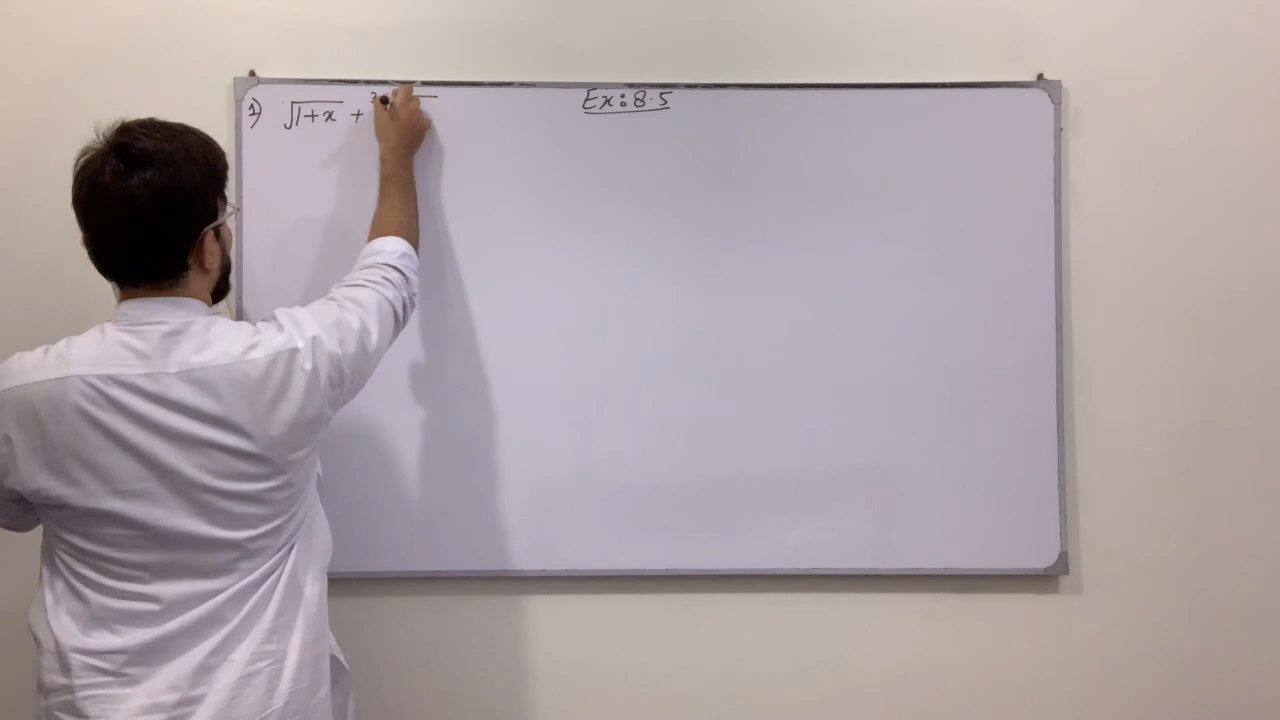 Ex: 8.5
1) √1+x +